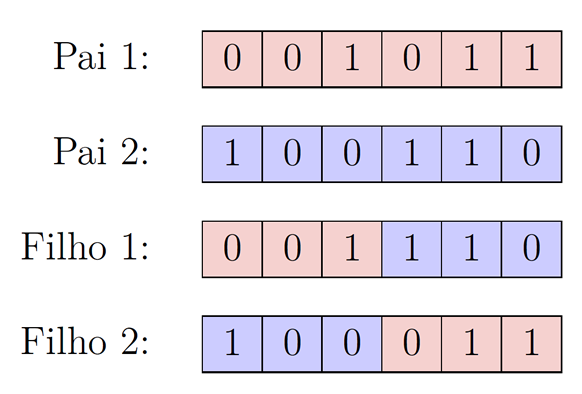 Pai 1: 0 0 1 0 1 1
Pai 2: 1 0 0 1 1 0
Filho 1: 0 0 1 1 1 0
Filho 2: 1 0 0 0 1 1